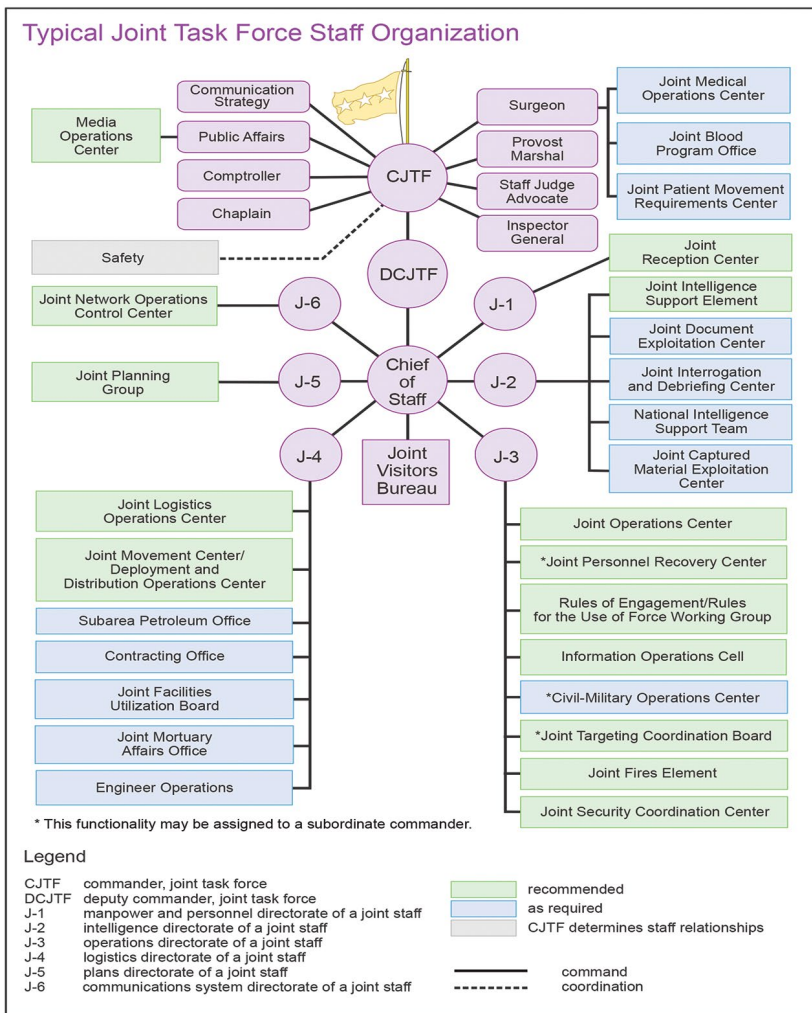 Typical Joint Task Force Staff Organization
Communication
Strategy
Media
Operations
Center
Public Affairs
Comptroller
Chaplain
CJTF
Surgeon
Provost
Marshal
Staff Judge
Advocate
Inspector
General
Joint Medical
Operations Center
Joint Blood
Program Office
Joint Patient Movement
Requirements Center
Safety
DCJTF
Joint
Reception Center
Joint Network Operations
Control Center
J-6
J-1
Joint Intelligence
Support Element
Joint Document
Exploitation Center
Joint Planning
Group
J-5
Chief
of
Staff
J-2
Joint Interrogation
and Debriefing Center
National Intelligence
Support Team
Joint Captured
Material Exploitation
Center
J-4
Joint
Visitors
Bureau
J-3
Joint Logistics
Operations Center
Joint Movement Center/
Deployment and
Distribution Operations Center
Subarea Petroleum Office
Contracting Office
Joint Facilities
Utilization Board
Joint Mortuary
Affairs Office
Engineer Operations
Joint Operations Center
*Joint Personnel Recovery Center
Rules of Engagement/Rules
for the Use of Force Working Group
Information Operations Cell
*Civil-Military Operations Center
*Joint Targeting Coordination Board
Joint Fires Element
Joint Security Coordination Center
* This functionality may be assigned to a subordinate commander.
Legend
CJTF commander, joint task force
DCJTF deputy commander, joint task force
J-1 manpower and personnel directorate of a joint staff
J-2 intelligence directorate of a joint staff
J-3 operations directorate of a joint staff
J-4 logistics directorate of a joint staff
J-5 plans directorate of a joint staff
J-6 communications system directorate of a joint staff
recommended
as required
CJTF determines staff relationships
command
coordination